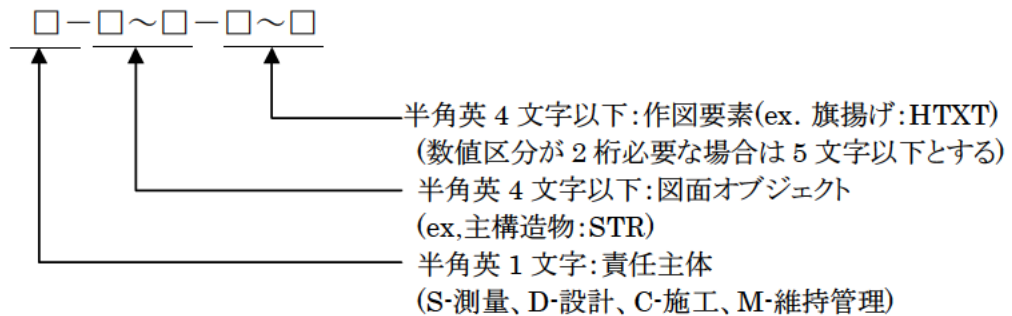 □－□～□－□～□
半角英 4 文字以下：作図要素(ex. 旗揚げ：HTXT)
(数値区分が 2 桁必要な場合は 5 文字以下とする)
半角英 4 文字以下：図面オブジェクト
(ex,主構造物：STR)
半角英 1 文字：責任主体
(S-測量、D-設計、C-施工、M-維持管理)